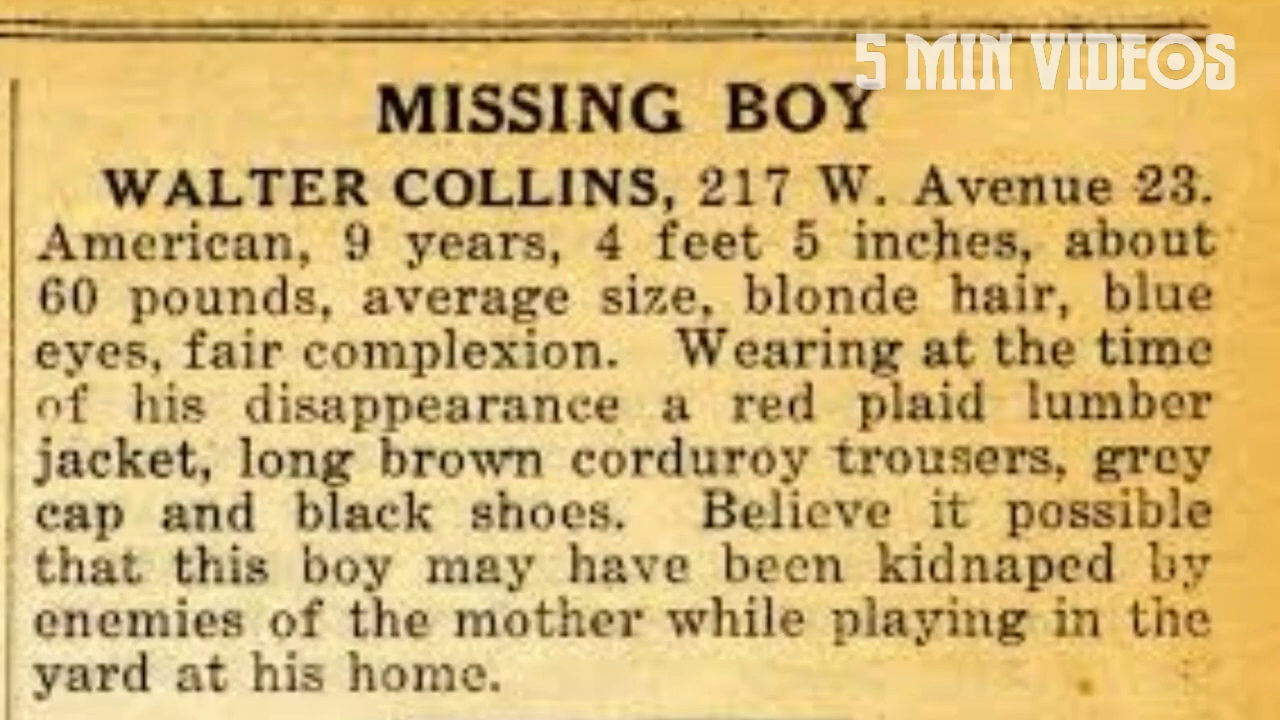 5 MIN VIDEOS
MISSING BOY
WALTER COLLINS, 217 W. Avenue 23.
American, 9 years, 4 feet 5 inches, about
60 pounds, average size, blonde hair, blue
eyes, fair complexion. Wearing at the time
of his disappearance a red plaid lumber
jacket, long brown corduroy trousers, grey
cap and black shoes. Believe it possible
that this boy may have been kidnaped by
enemies of the mother while playing in the
yard at his home.